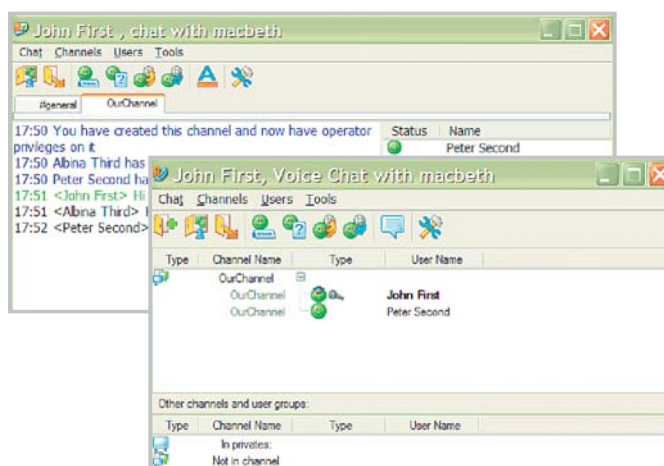 John First , chat with macbeth
Chat Channels Users Tools
#general OurChannel
17:50 You have created this channel and now have operator
privleges on it
Status Name
Peter Second
17:50 Albina Third has
17:50 Peter Second ha
17:51 <John First> Hi
17:51 <Albina Third> H
17:52 <Peter Second>
John First, Voice Chat with macbeth
Chat Channels Users Tools
Type Channel Name Type User Name
OurChannel
OurChannel John First
OurChannel Peter Second
Other channels and user groups:
Type Channel Name Type User Name
In privates:
Not in channel